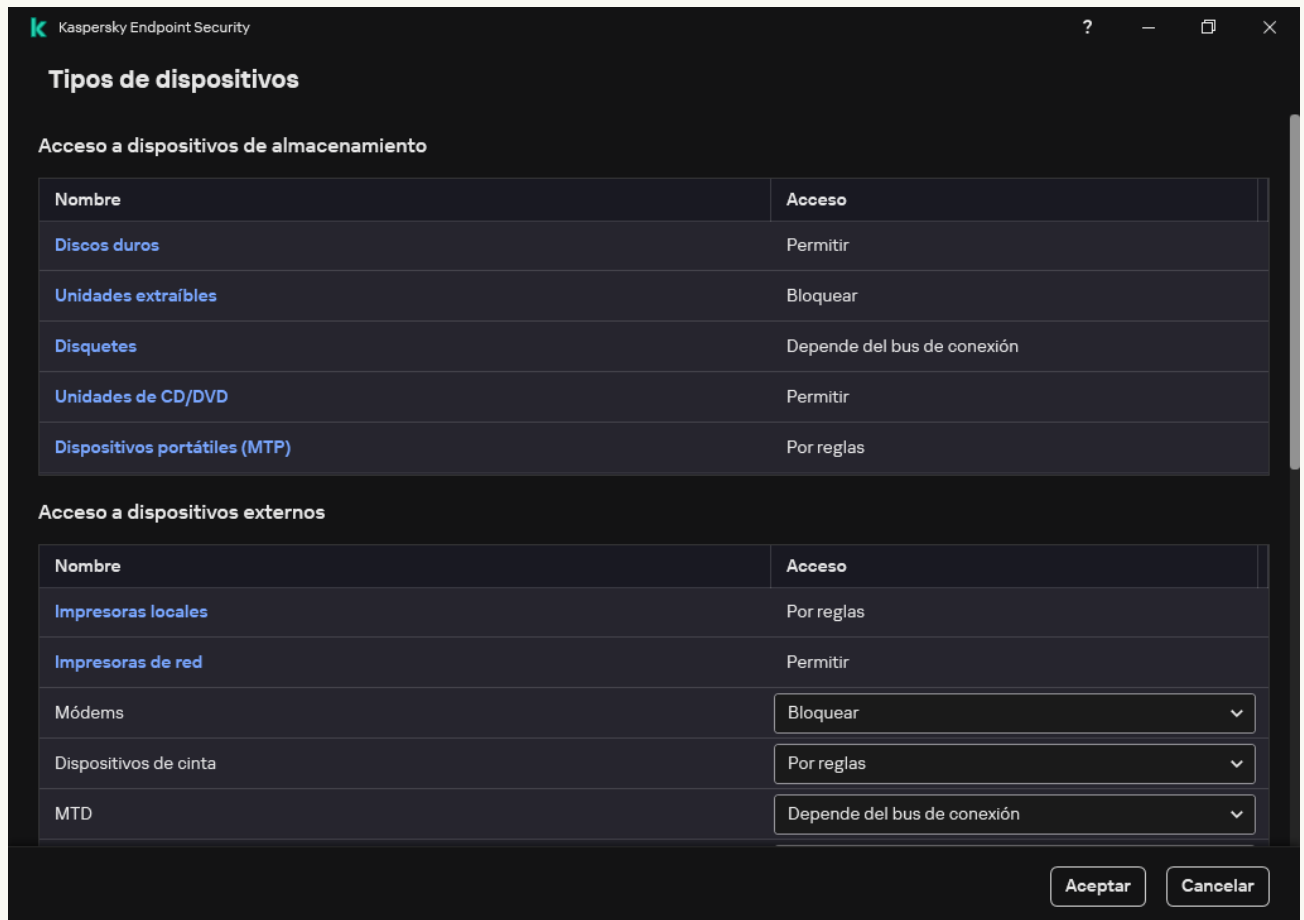 Kaspersky Endpoint Security ?
Tipos de dispositivos
Acceso a dispositivos de almacenamiento
Nombre Acceso
Discos duros Permitir
Unidades extraíbles Bloquear
Disquetes Depende del bus de conexión
Unidades de CD/DVD Permitir
Dispositivos portátiles (MTP) Por reglas
Acceso a dispositivos externos
Nombre Acceso
Impresoras locales Por reglas
Impresoras de red Permitir
Módems Bloquear
Dispositivos de cinta Por reglas
MTD Depende del bus de conexión
Aceptar Cancelar